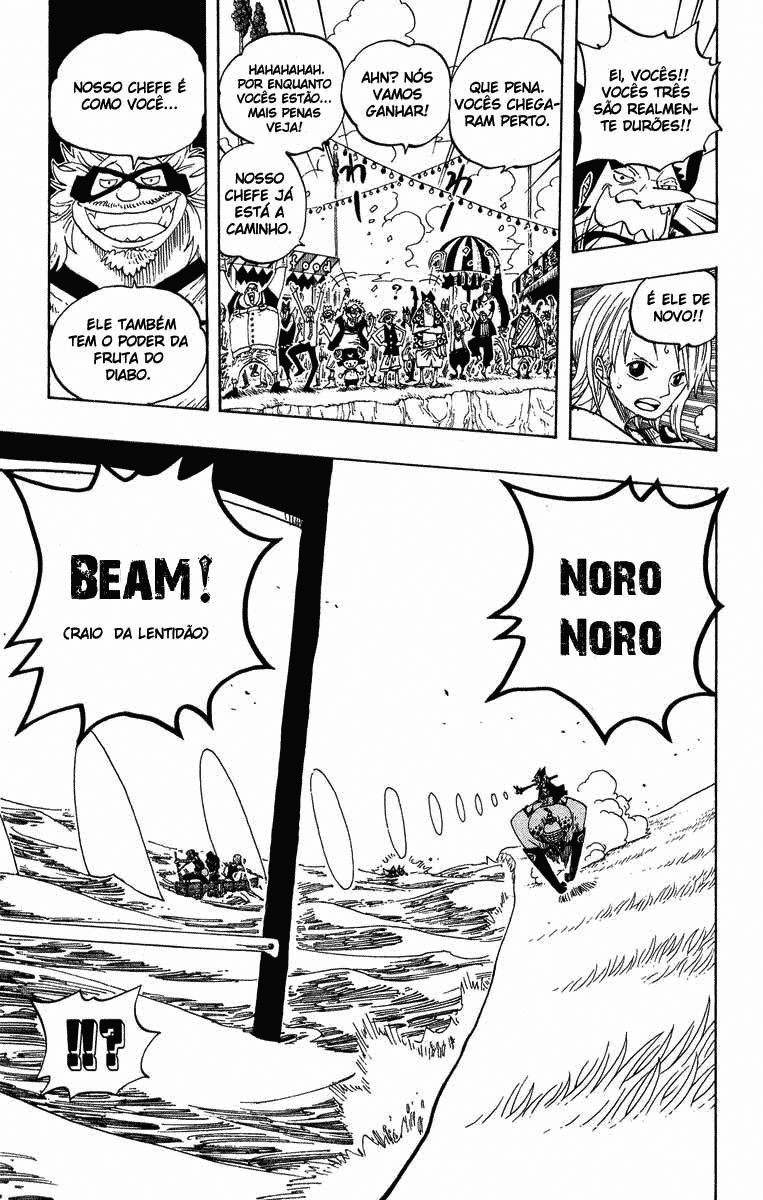 EI, VOCÊS!!
VOCÊS TRÊS
SÃO REALMEN-
TE DURÕES!!
É ELE DE
NOVO!!
QUE PENA.
VOCÊS CHEGA-
RAM PERTO.
AHN? NÓS
VAMOS
GANHAR!
HAHAHAHAH.
POR ENQUANTO
VOCÊS ESTÃO...
MAIS PENAS
VEJA!
NOSSO
CHEFE JÁ
ESTÁ A
CAMINHO.
NOSSO CHEFE É
COMO VOCÊ...
ELE TAMBÉM
TEM O PODER DA
FRUTA DO
DIABO.
NORO
NORO
BEAM!
(RAIO DA LENTIDÃO)
!!?